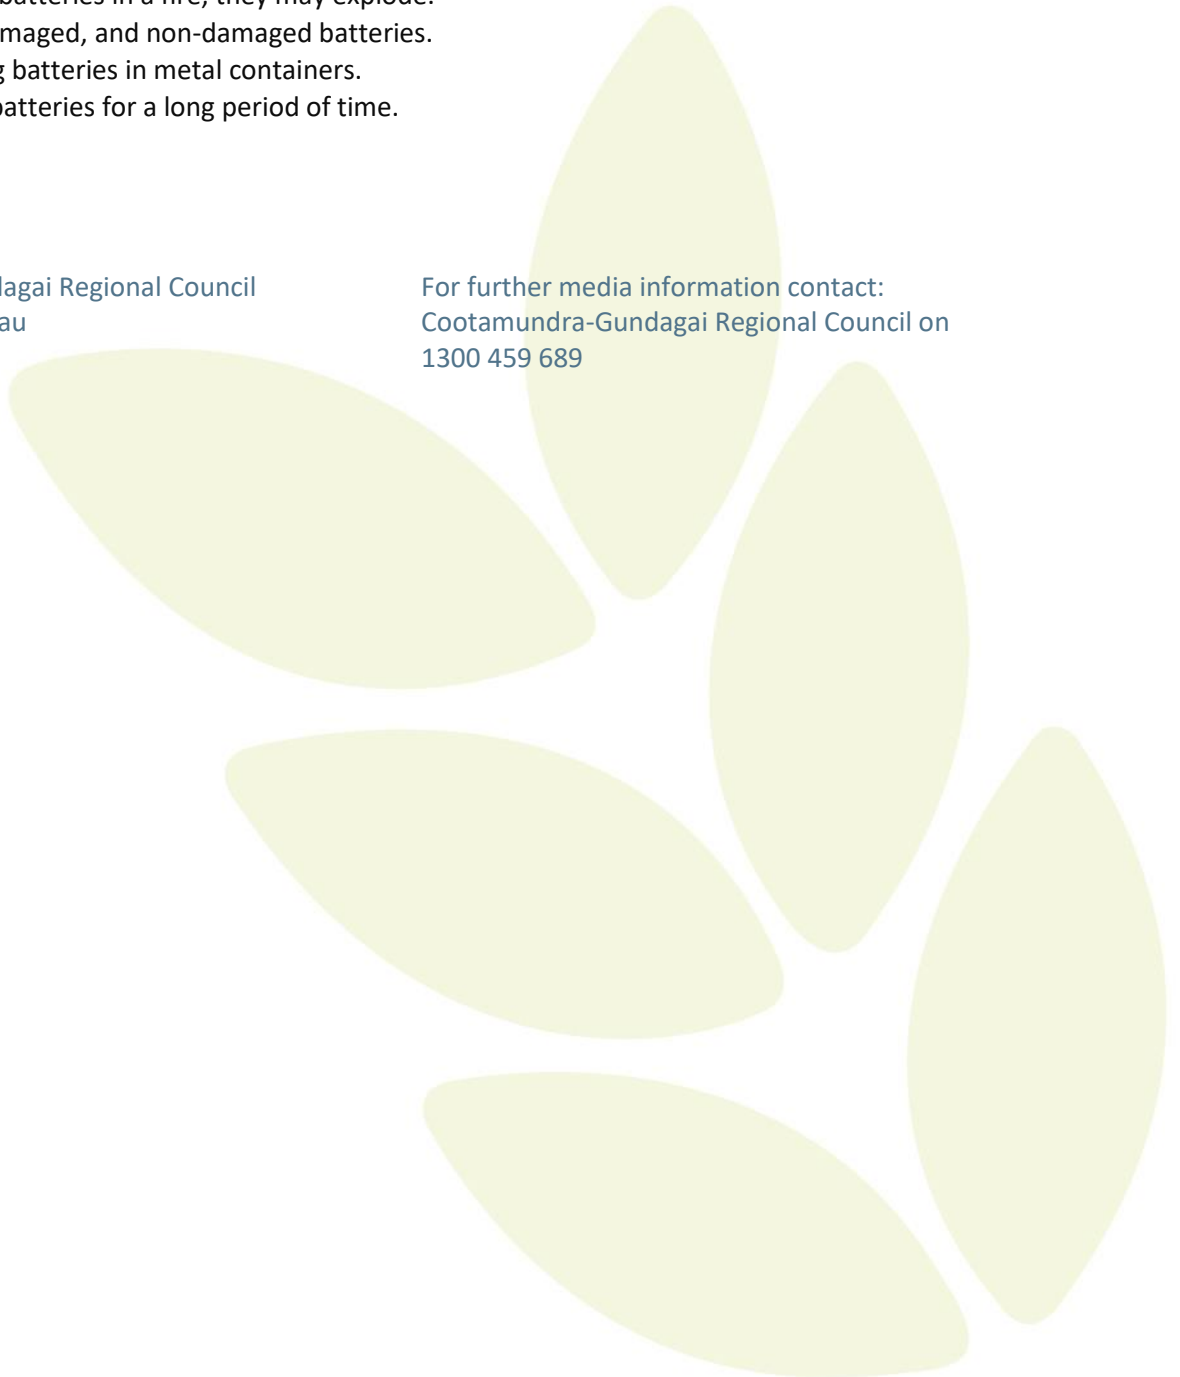 batteries in a fire, they may explode.
maged, and non-damaged batteries.
batteries in metal containers.
batteries for a long period of time.
dagai Regional Council
au
For further media information contact:
Cootamundra-Gundagai Regional Council on
1300 459 689